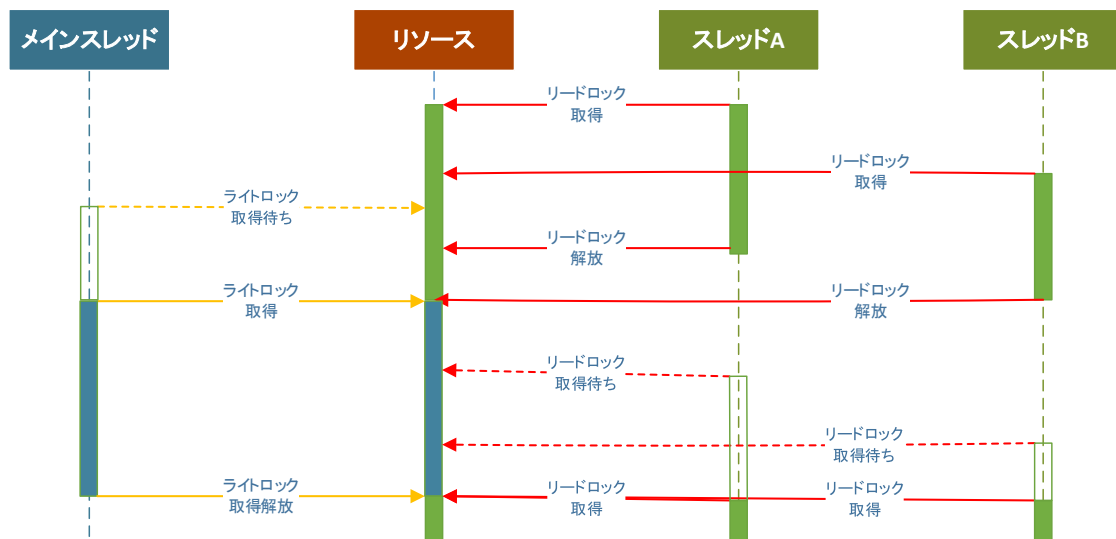 メインスレッド
リソース
スレッドA
スレッドB
リードロック
取得
リードロック
取得
ライトロック
取得待ち
リードロック
解放
ライトロック
取得
リードロック
解放
リードロック
取得待ち
リードロック
取得待ち
ライトロック
取得解放
リードロック
取得
リードロック
取得